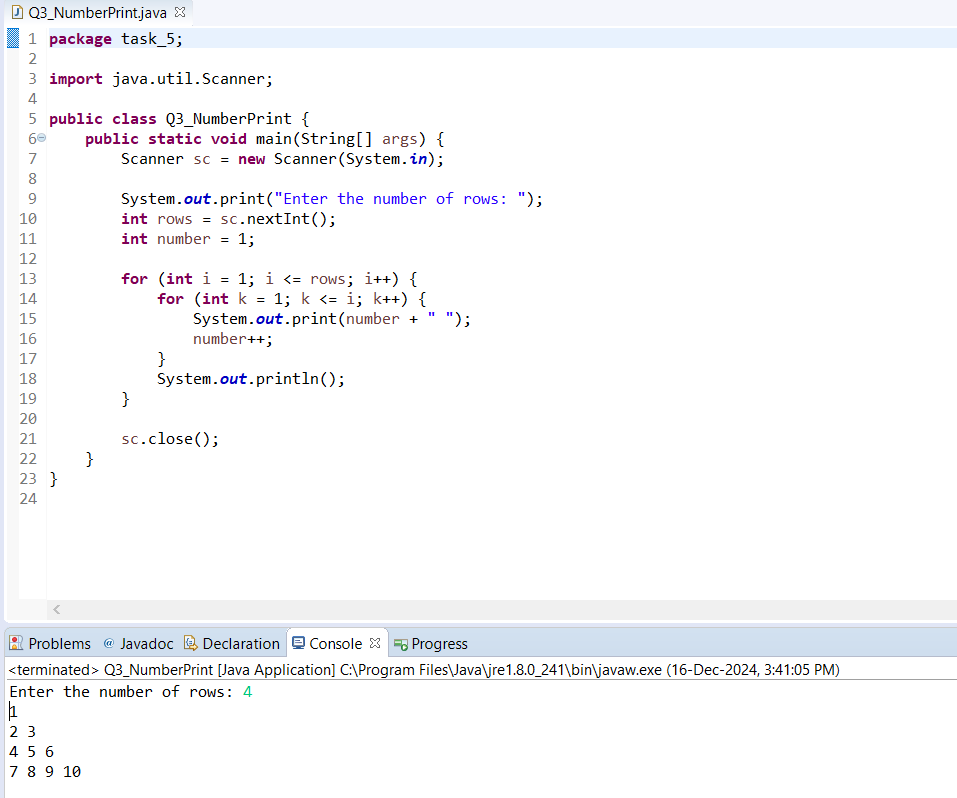 Q3_NumberPrint.java
1 package task_5;
2
3 import java.util.Scanner;
4
5 public class Q3_NumberPrint {
6     public static void main(String[] args) {
7         Scanner sc = new Scanner(System.in);
8
9         System.out.print("Enter the number of rows: ");
10         int rows = sc.nextInt();
11         int number = 1;
12
13         for (int i = 1; i <= rows; i++) {
14             for (int k = 1; k <= i; k++) {
15                 System.out.print(number + " ");
16                 number++;
17             }
18             System.out.println();
19         }
20
21         sc.close();
22     }
23 }
24
Problems @ Javadoc Declaration Console Progress
<terminated> Q3_NumberPrint [Java Application] C:\Program Files\Java\jre1.8.0_241\bin\javaw.exe (16-Dec-2024, 3:41:05 PM)
Enter the number of rows: 4
1
2 3
4 5 6
7 8 9 10